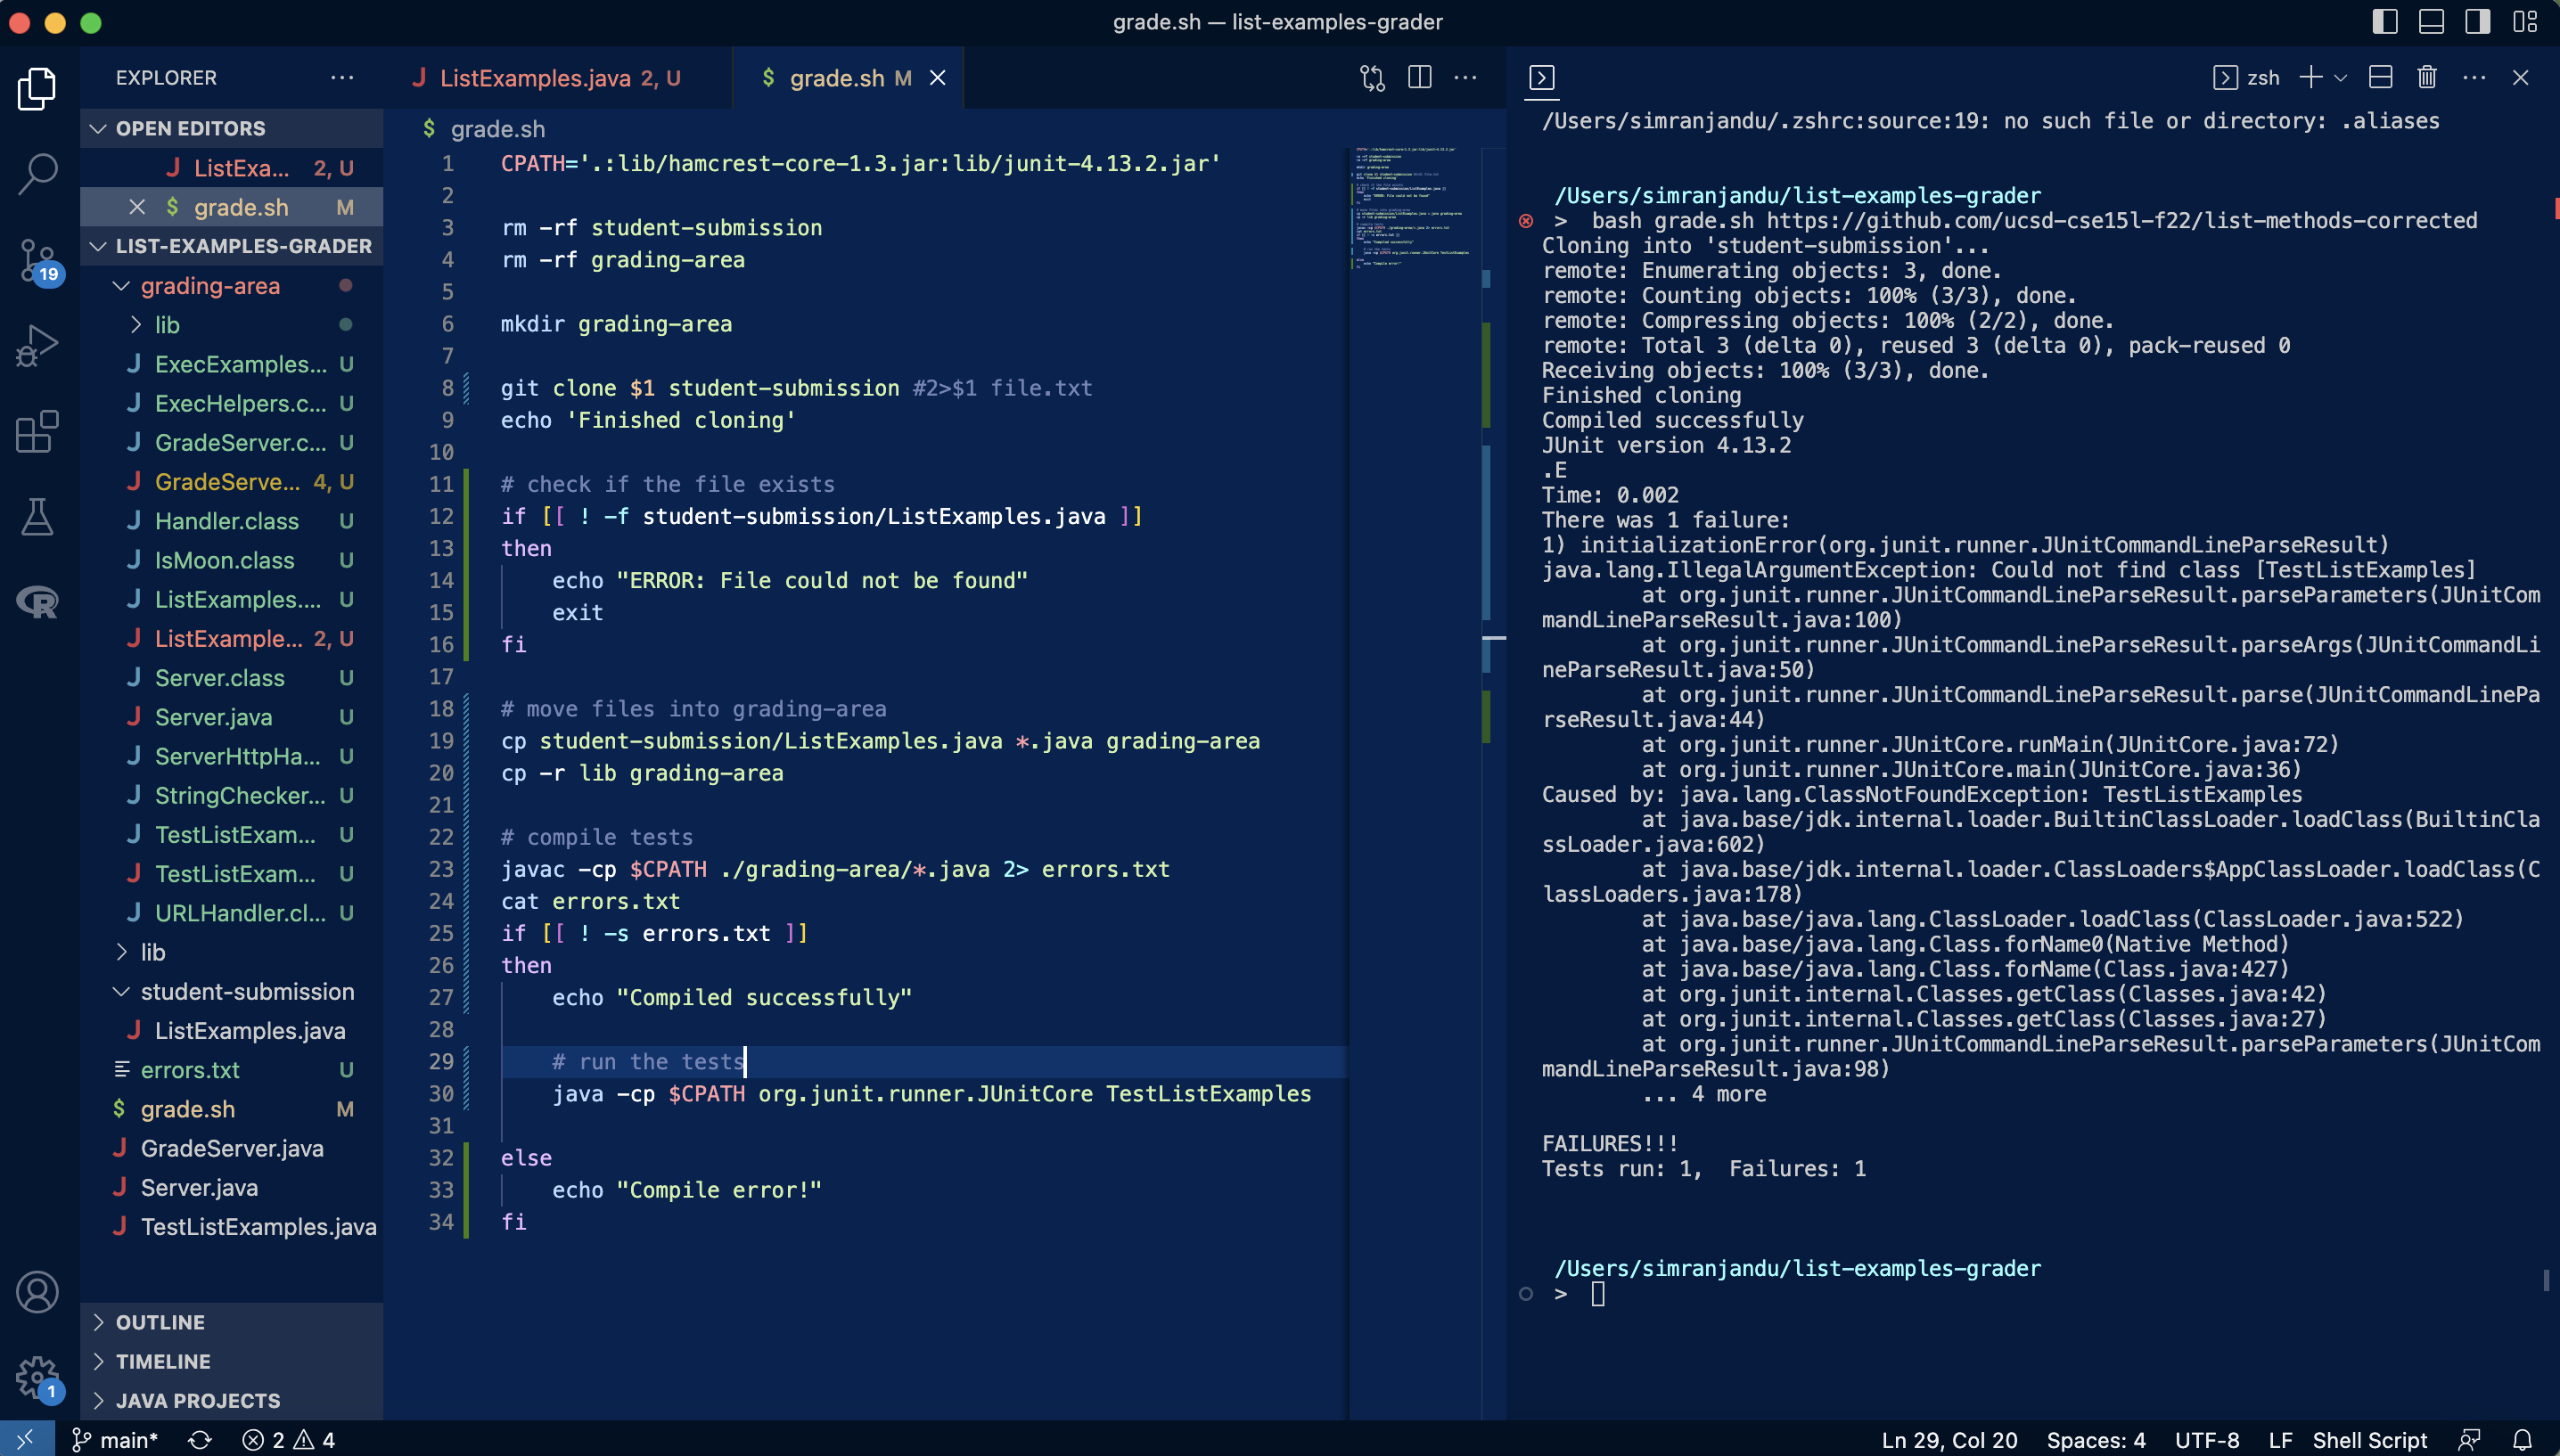 grade.sh — list-examples-grader
EXPLORER
OPEN EDITORS
ListExa... 2, U
grade.sh M
LIST-EXAMPLES-GRADER
19
grading-area
lib
ExecExamples... U
ExecHelpers.c... U
GradeServer.c... U
GradeServe... 4, U
Handler.class U
IsMoon.class U
ListExamples.... U
ListExample... 2, U
Server.class U
Server.java U
ServerHttpHa... U
StringChecker... U
TestListExam... U
TestListExam... U
URLHandler.cl... U
lib
student-submission
ListExamples.java
errors.txt U
grade.sh M
GradeServer.java
Server.java
TestListExamples.java
OUTLINE
TIMELINE
JAVA PROJECTS
1
ListExamples.java 2, U
$ grade.sh M
$ grade.sh
1 CPATH='.:lib/hamcrest-core-1.3.jar:lib/junit-4.13.2.jar'
2
3 rm -rf student-submission
4 rm -rf grading-area
5
6 mkdir grading-area
7
8 git clone $1 student-submission #2>$1 file.txt
9 echo 'Finished cloning'
10
11 # check if the file exists
12 if [[ ! -f student-submission/ListExamples.java ]]
13 then
14 echo "ERROR: File could not be found"
15 exit
16 fi
17
18 # move files into grading-area
19 cp student-submission/ListExamples.java *.java grading-area
20 cp -r lib grading-area
21
22 # compile tests
23 javac -cp $CPATH ./grading-area/*.java 2> errors.txt
24 cat errors.txt
25 if [[ ! -s errors.txt ]]
26 then
27 echo "Compiled successfully"
28
29 # run the tests
30 java -cp $CPATH org.junit.runner.JUnitCore TestListExamples
31
32 else
33 echo "Compile error!"
34 fi
zsh
/Users/simranjandu/.zshrc:source:19: no such file or directory: .aliases
/Users/simranjandu/list-examples-grader
> bash grade.sh https://github.com/ucsd-cse15l-f22/list-methods-corrected
Cloning into 'student-submission'...
remote: Enumerating objects: 3, done.
remote: Counting objects: 100% (3/3), done.
remote: Compressing objects: 100% (2/2), done.
remote: Total 3 (delta 0), reused 3 (delta 0), pack-reused 0
Receiving objects: 100% (3/3), done.
Finished cloning
Compiled successfully
JUnit version 4.13.2
.E
Time: 0.002
There was 1 failure:
1) initializationError(org.junit.runner.JUnitCommandLineParseResult)
java.lang.IllegalArgumentException: Could not find class [TestListExamples]
at org.junit.runner.JUnitCommandLineParseResult.parseParameters(JUnitCom
mandLineParseResult.java:100)
at org.junit.runner.JUnitCommandLineParseResult.parseArgs(JUnitCommandLi
neParseResult.java:50)
at org.junit.runner.JUnitCommandLineParseResult.parse(JUnitCommandLinePa
rseResult.java:44)
at org.junit.runner.JUnitCore.runMain(JUnitCore.java:72)
at org.junit.runner.JUnitCore.main(JUnitCore.java:36)
Caused by: java.lang.ClassNotFoundException: TestListExamples
at java.base/jdk.internal.loader.BuiltinClassLoader.loadClass(BuiltinCla
ssLoader.java:602)
at java.base/jdk.internal.loader.ClassLoaders$AppClassLoader.loadClass(C
lassLoaders.java:178)
at java.base/java.lang.ClassLoader.loadClass(ClassLoader.java:522)
at java.base/java.lang.Class.forName0(Native Method)
at java.base/java.lang.Class.forName(Class.java:427)
at org.junit.internal.Classes.getClass(Classes.java:42)
at org.junit.internal.Classes.getClass(Classes.java:27)
at org.junit.runner.JUnitCommandLineParseResult.parseParameters(JUnitCom
mandLineParseResult.java:98)
... 4 more
FAILURES!!!
Tests run: 1,  Failures: 1
/Users/simranjandu/list-examples-grader
>
main* 2 4
Ln 29, Col 20 Spaces: 4 UTF-8 LF Shell Script